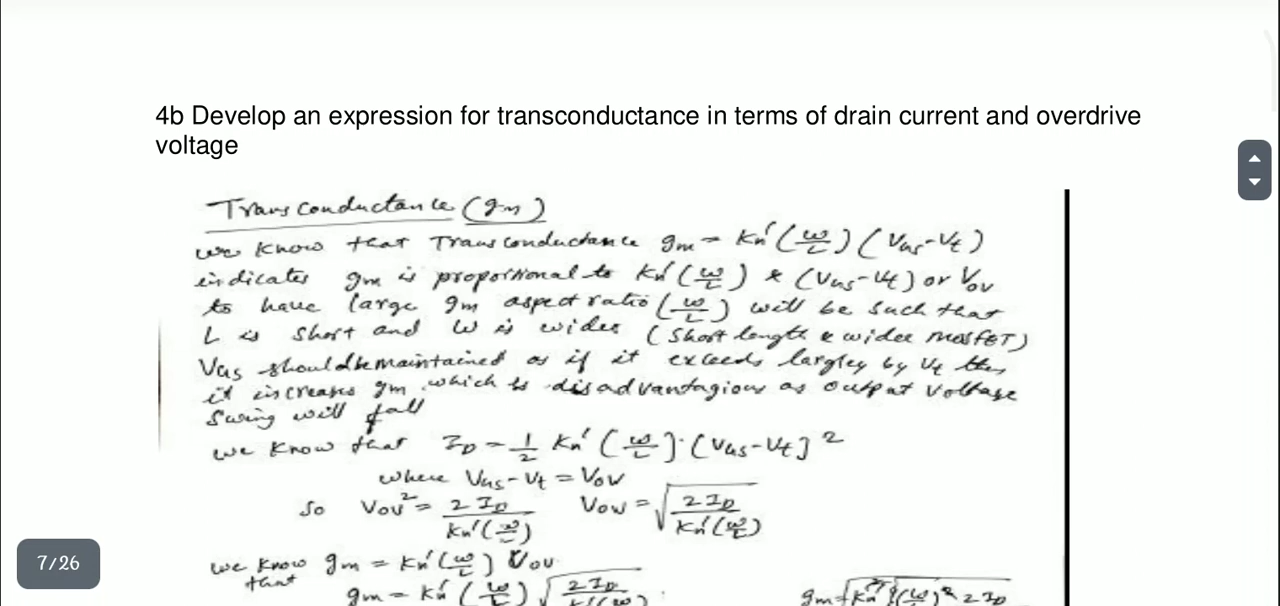 4b Develop an expression for transconductance in terms of drain current and overdrive
voltage
Transconductance (gm)
we know that Transconductance gm = Kn′(W/L)(VGS-Vt)
indicates gm is proportional to Kn′(W/L) & (VGS-Vt) or Vov
to have large gm aspect ratio (W/L) will be such that
L is short and W is wider (short length & wider MOSFET)
VGS should be maintained as if it exceeds largley by Vt then
it increases gm which is disadvantagious as output voltage
swing will fall
we know that ID = 1/2 Kn′(W/L)·(VGS-Vt)2
where VGS-Vt = Vov
so Vov2 = 2ID/Kn′(W/L) Vov = √2ID/Kn′(W/L)
we know gm = Kn′(W/L) Vov
that
gm = Kn′(W/L) √2ID
7/26